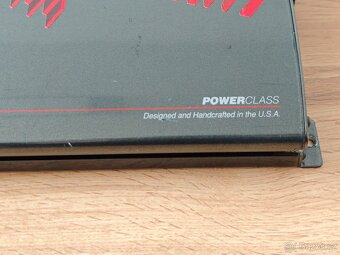 POWERCLASS
Designed and Handcrafted in the U.S.A.